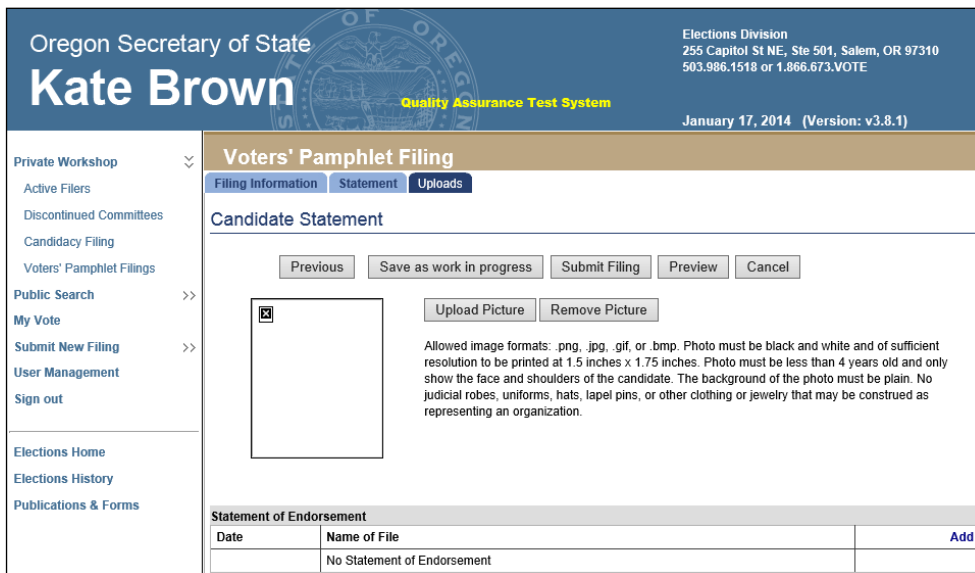 Oregon Secretary of State
Kate Brown
OF OREGON
Quality Assurance Test System
Elections Division
255 Capitol St NE, Ste 501, Salem, OR 97310
503.986.1518 or 1.866.673.VOTE
January 17, 2014 (Version: v3.8.1)
Private Workshop
Active Filers
Discontinued Committees
Candidacy Filing
Voters' Pamphlet Filings
Public Search >>
My Vote
Submit New Filing >>
User Management
Sign out
Elections Home
Elections History
Publications & Forms
Voters' Pamphlet Filing
Filing Information Statement Uploads
Candidate Statement
Previous Save as work in progress Submit Filing Preview Cancel
Upload Picture Remove Picture
Allowed image formats: .png, .jpg, .gif, or .bmp. Photo must be black and white and of sufficient
resolution to be printed at 1.5 inches x 1.75 inches. Photo must be less than 4 years old and only
show the face and shoulders of the candidate. The background of the photo must be plain. No
judicial robes, uniforms, hats, lapel pins, or other clothing or jewelry that may be construed as
representing an organization.
Statement of Endorsement
Date Name of File Add
No Statement of Endorsement